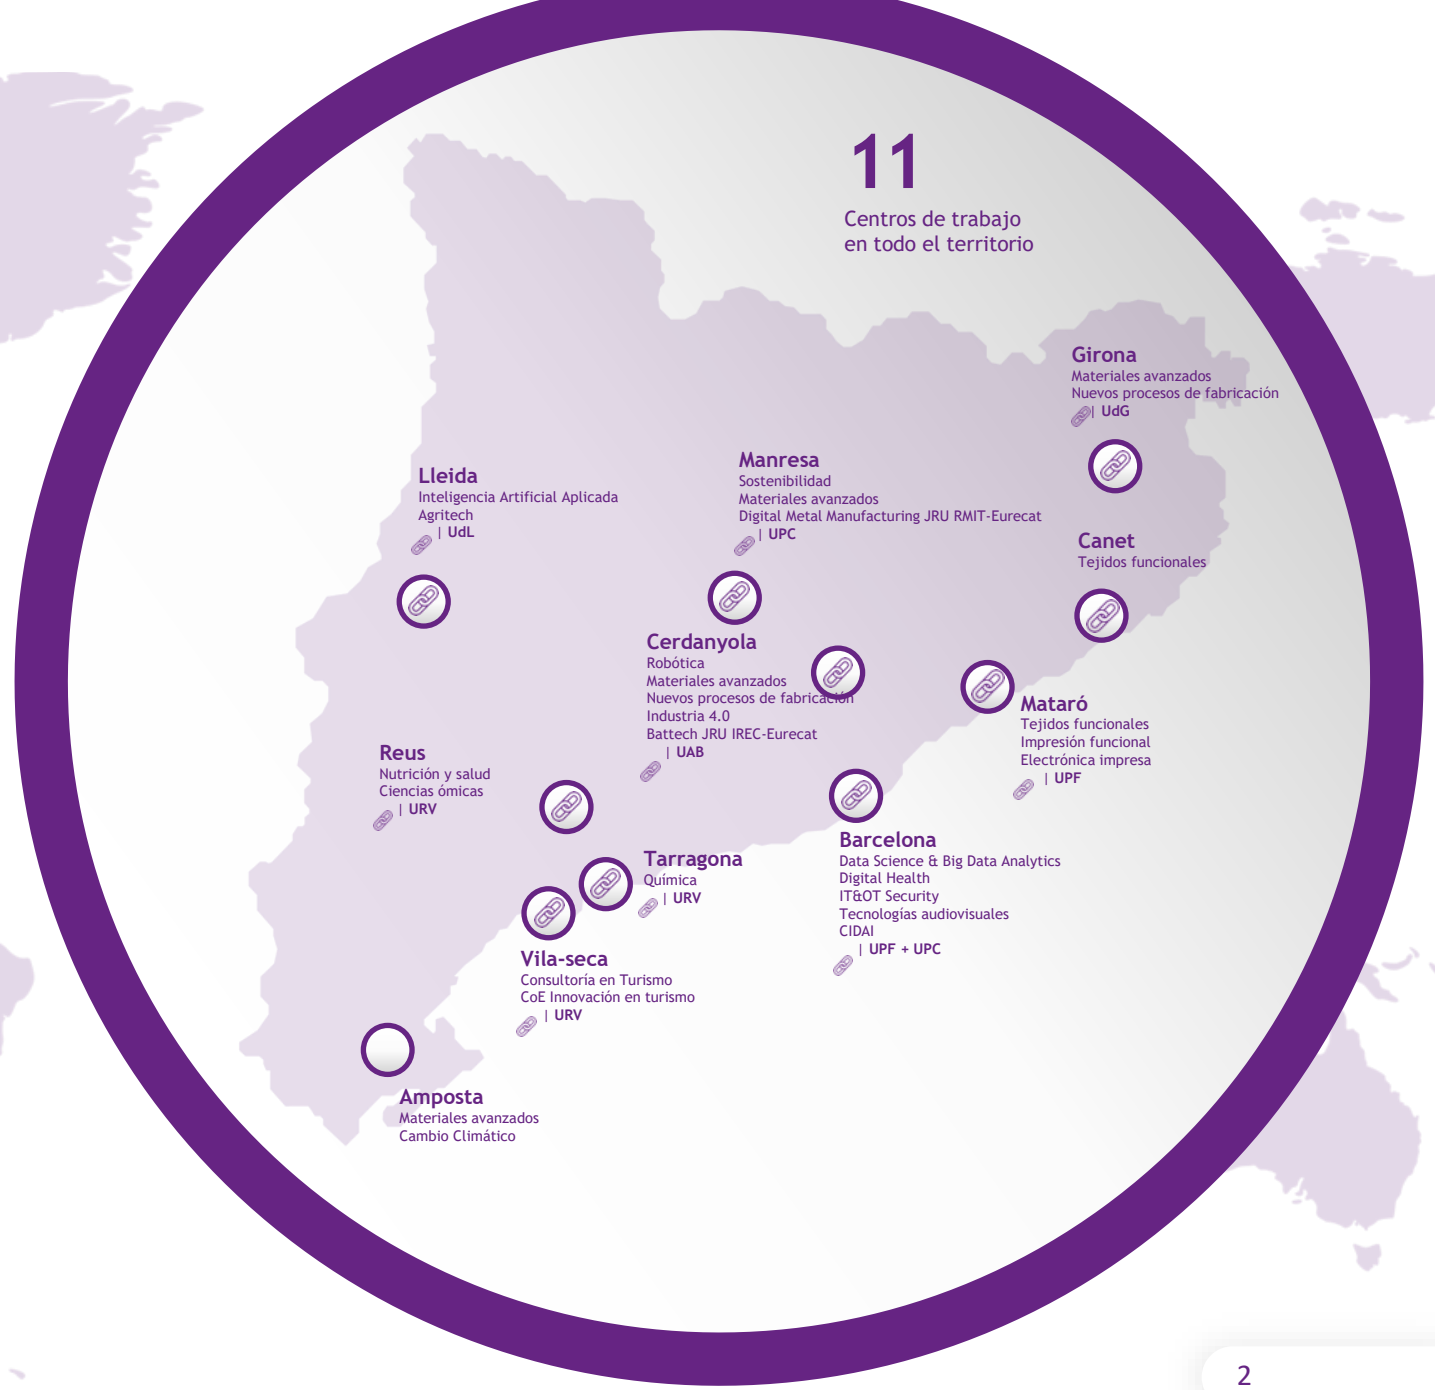 11
Centros de trabajo
en todo el territorio
Girona
Materiales avanzados
Nuevos procesos de fabricación
| UdG
Manresa
Sostenibilidad
Materiales avanzados
Digital Metal Manufacturing JRU RMIT-Eurecat
| UPC
Lleida
Inteligencia Artificial Aplicada
Agritech
| UdL
Canet
Tejidos funcionales
Cerdanyola
Robótica
Materiales avanzados
Nuevos procesos de fabricación
Industria 4.0
Battech JRU IREC-Eurecat
| UAB
Mataró
Tejidos funcionales
Impresión funcional
Electrónica impresa
| UPF
Reus
Nutrición y salud
Ciencias ómicas
| URV
Barcelona
Data Science & Big Data Analytics
Digital Health
IT&OT Security
Tecnologías audiovisuales
CIDAI
| UPF + UPC
Tarragona
Química
| URV
Vila-seca
Consultoría en Turismo
CoE Innovación en turismo
| URV
Amposta
Materiales avanzados
Cambio Climático
2